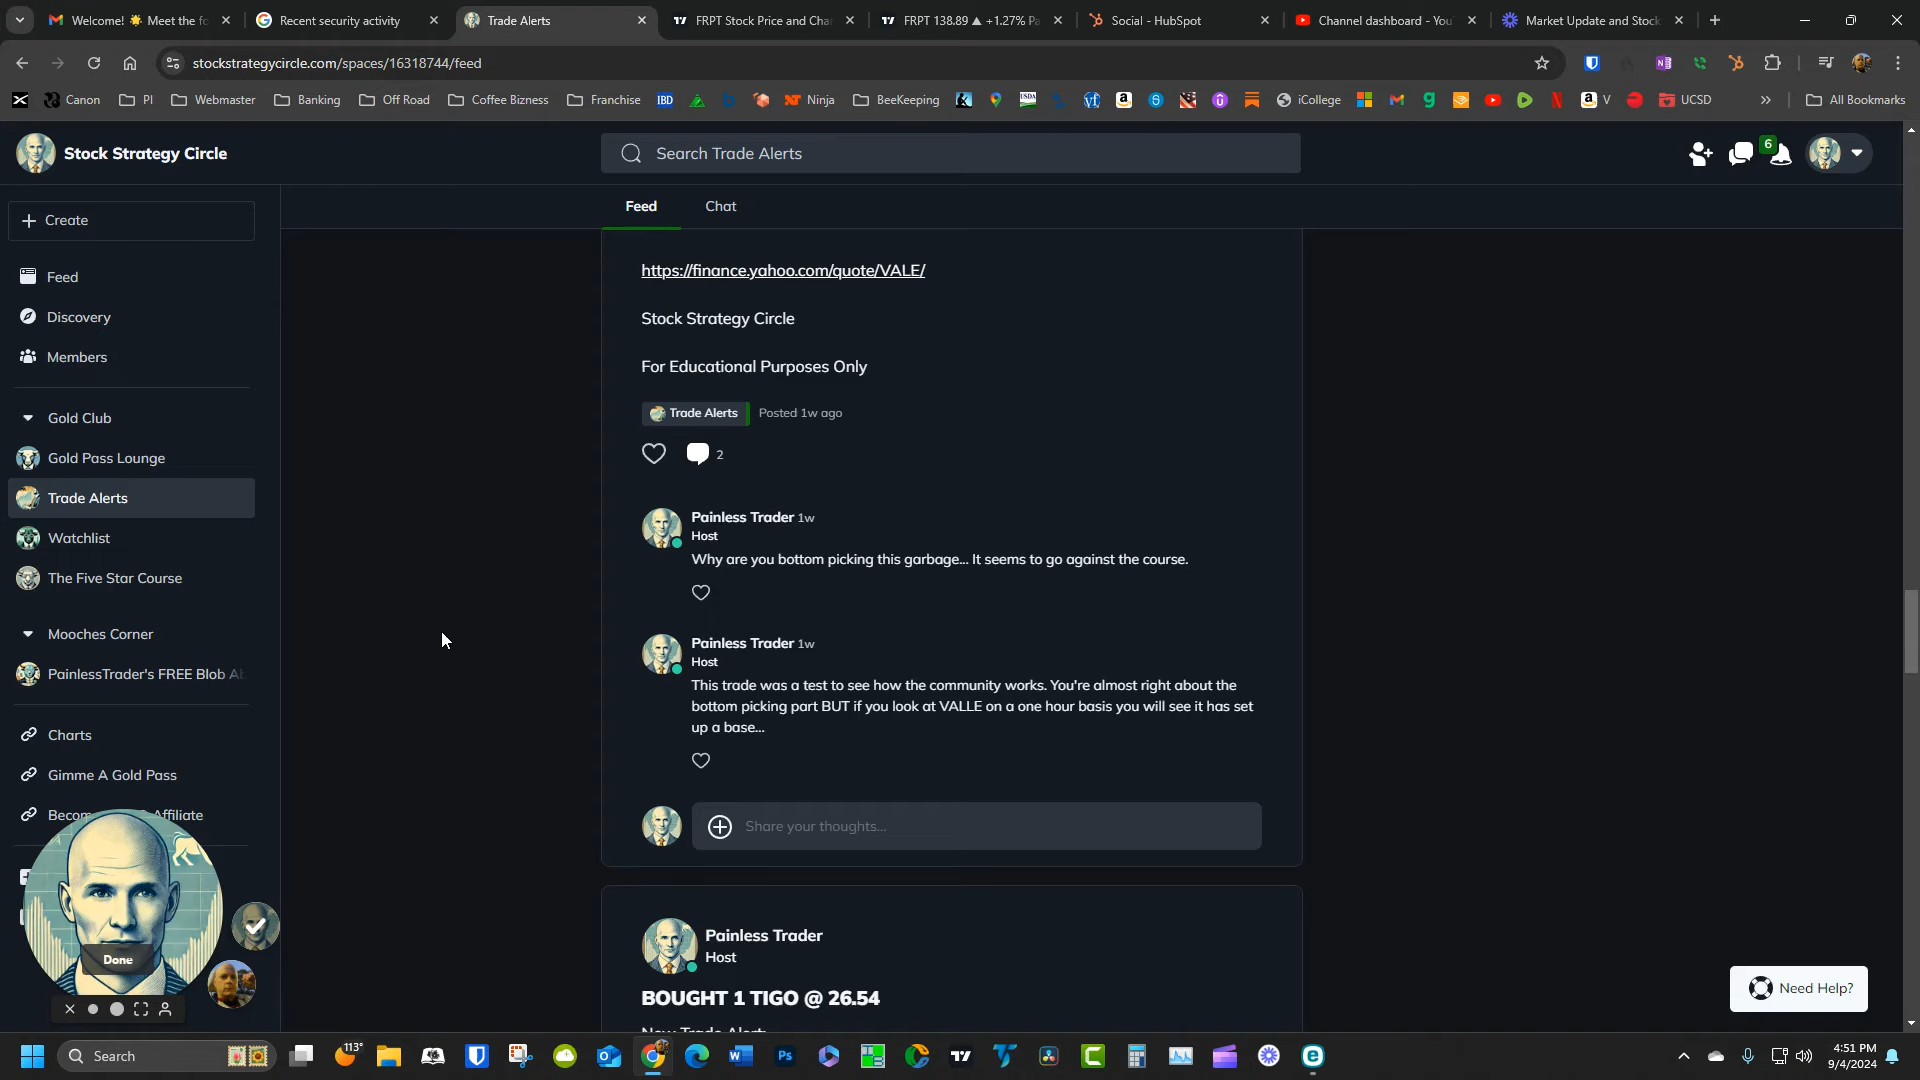 Welcome! 🌟 Meet the fo
Recent security activity
Trade Alerts
FRPT Stock Price and Char
FRPT 138.89 ▲ +1.27% Pa
Social - HubSpot
Channel dashboard - You
Market Update and Stock
stockstrategycircle.com/spaces/16318744/feed
Canon
PI
Webmaster
Banking
Off Road
Coffee Bizness
Franchise
IBD
Ninja
BeeKeeping
iCollege
V
UCSD
All Bookmarks
Stock Strategy Circle
Search Trade Alerts
6
Create
Feed
Chat
Feed
Discovery
Members
Gold Club
Gold Pass Lounge
Trade Alerts
Watchlist
The Five Star Course
Mooches Corner
PainlessTrader's FREE Blob Al
Charts
Gimme A Gold Pass
Becom
Affiliate
Done
https://finance.yahoo.com/quote/VALE/
Stock Strategy Circle
For Educational Purposes Only
Trade Alerts Posted 1w ago
2
Painless Trader 1w
Host
Why are you bottom picking this garbage... It seems to go against the course.
Painless Trader 1w
Host
This trade was a test to see how the community works. You're almost right about the
bottom picking part BUT if you look at VALLE on a one hour basis you will see it has set
up a base...
Share your thoughts...
Painless Trader
Host
BOUGHT 1 TIGO @ 26.54
New Trade Alert:
Need Help?
Search
113°
4:51 PM
9/4/2024